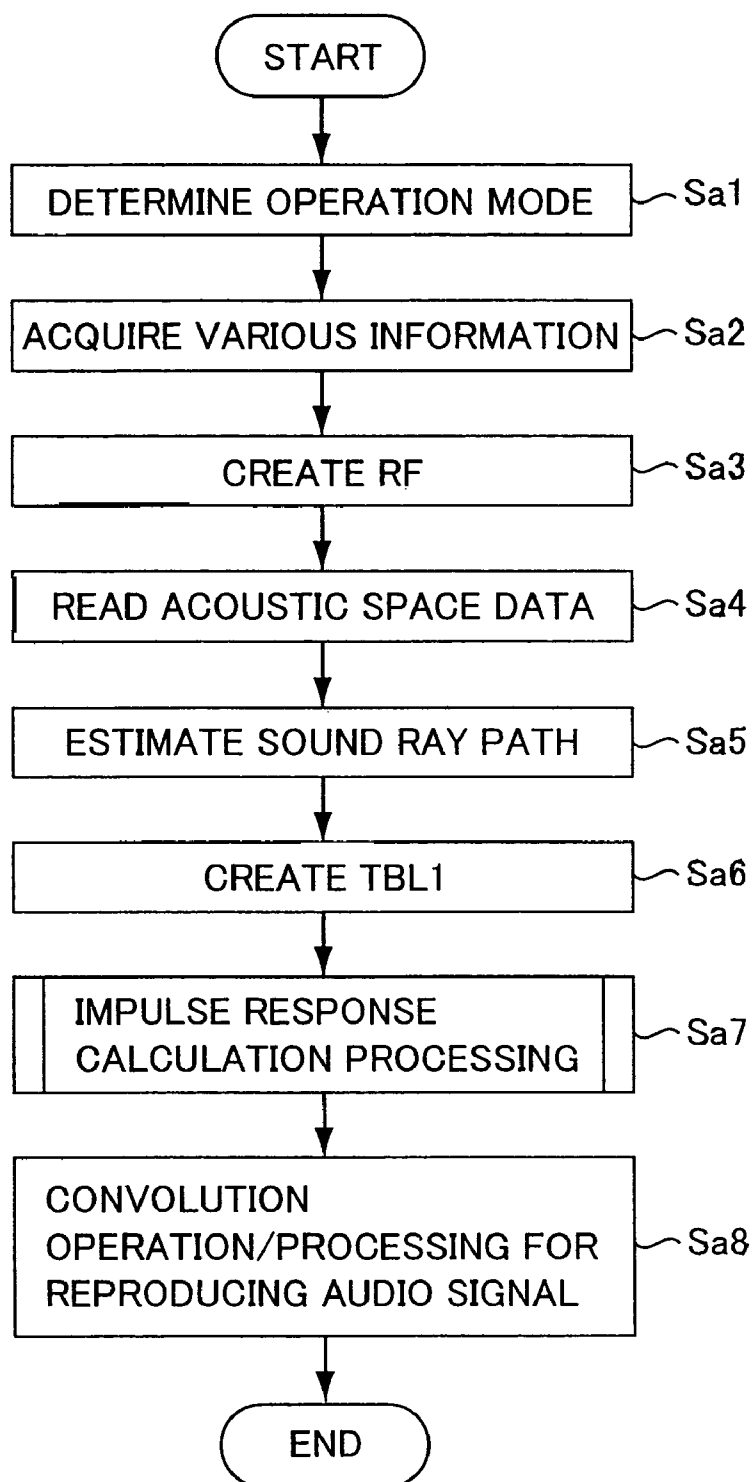 START
DETERMINE OPERATION MODE
Sa1
ACQUIRE VARIOUS INFORMATION
Sa2
CREATE RF
Sa3
READ ACOUSTIC SPACE DATA
Sa4
ESTIMATE SOUND RAY PATH
Sa5
CREATE TBL1
Sa6
IMPULSE RESPONSE
CALCULATION PROCESSING
Sa7
CONVOLUTION
OPERATION/PROCESSING FOR
REPRODUCING AUDIO SIGNAL
Sa8
END